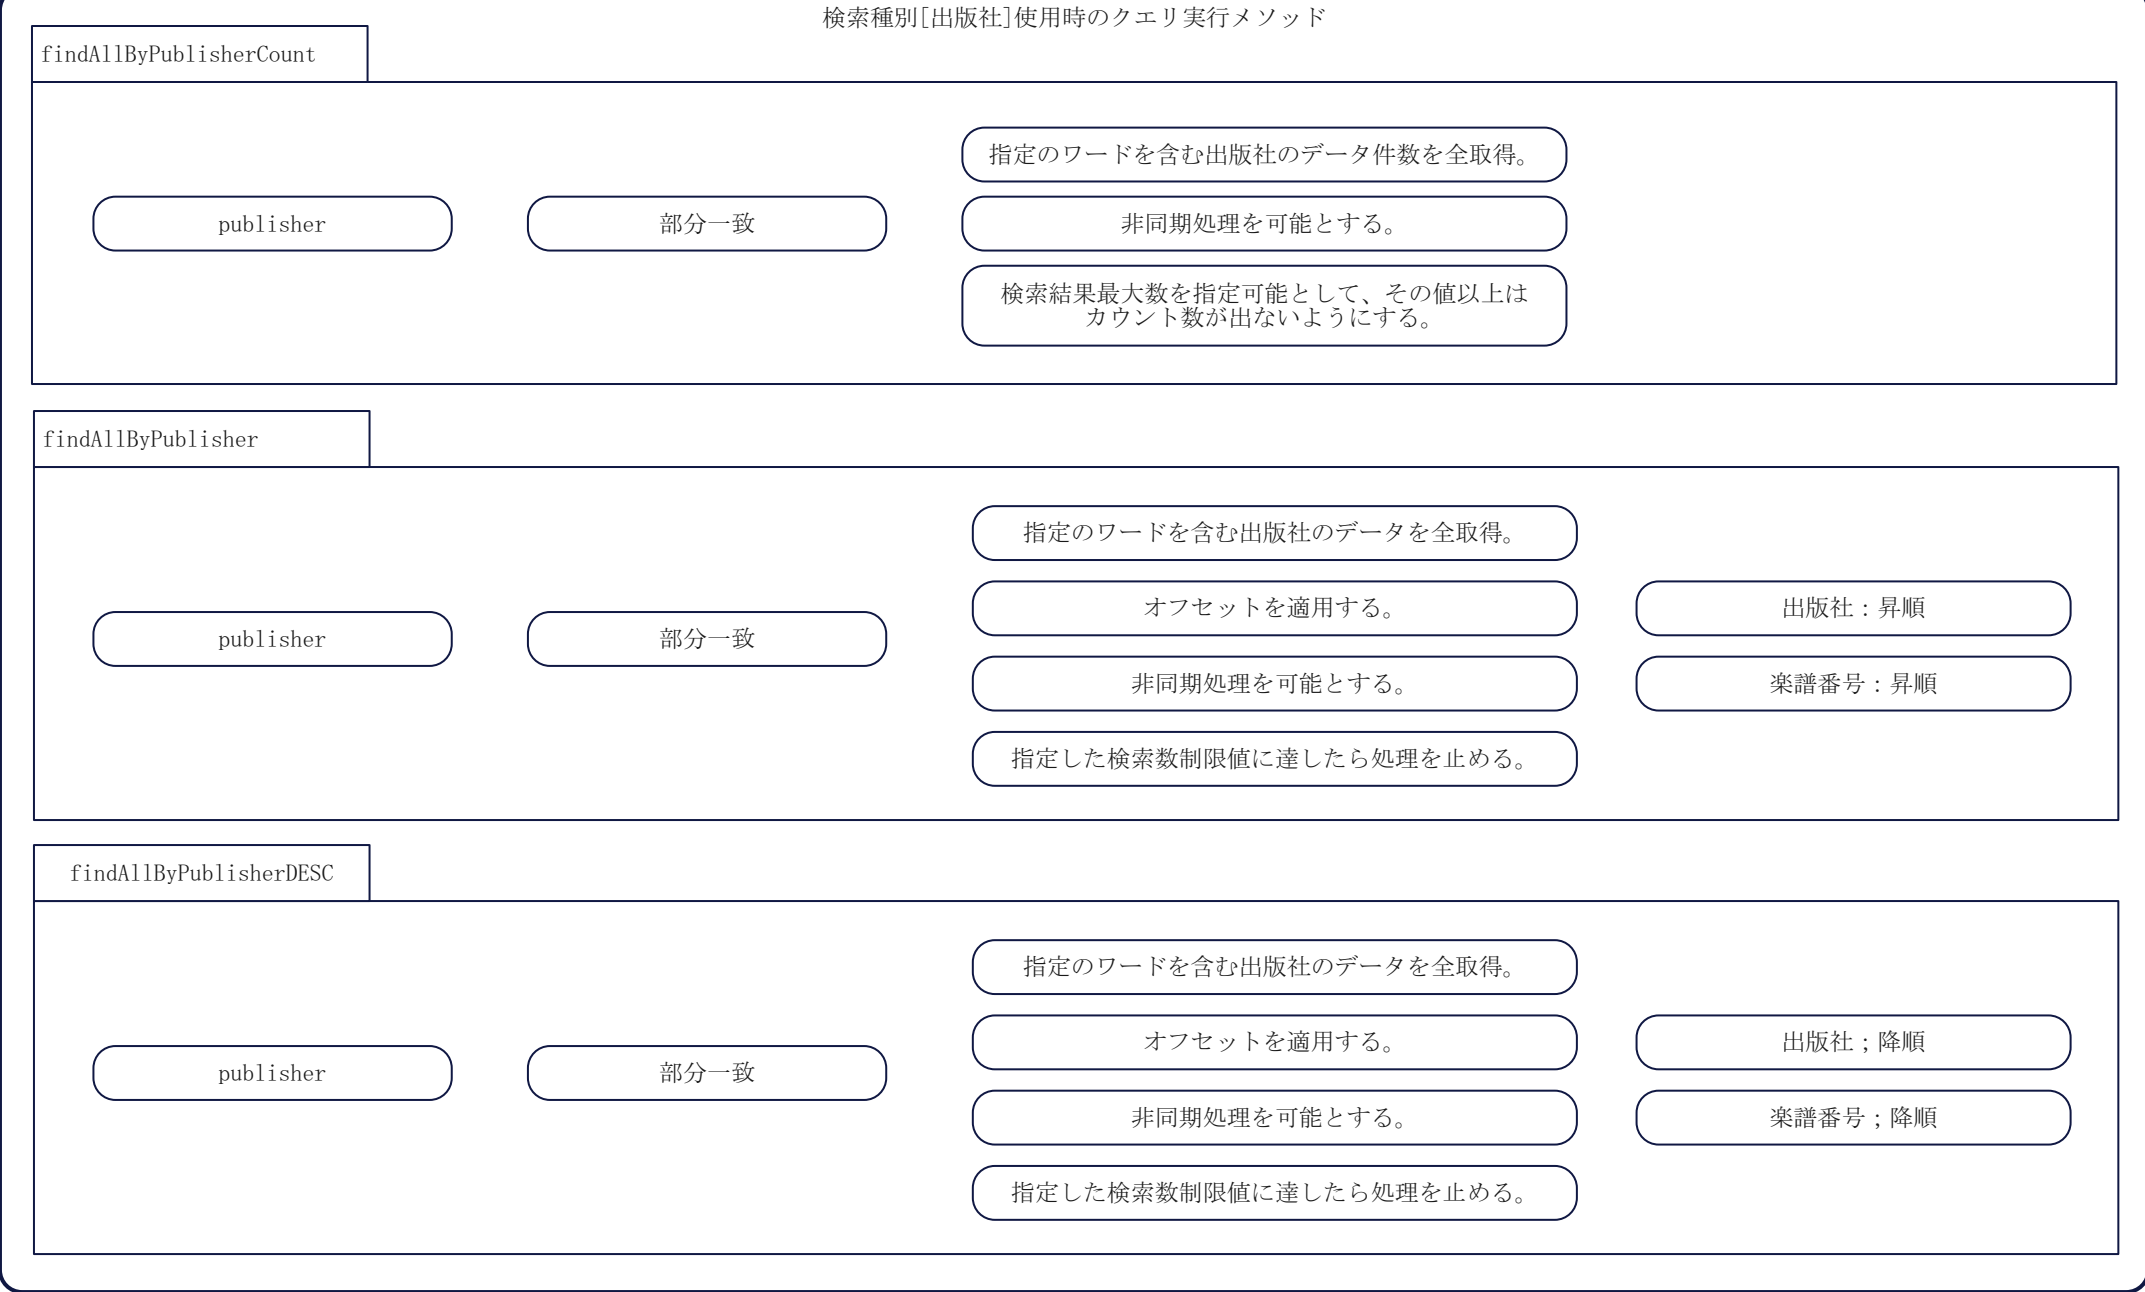 検索種別[出版社]使用時のクエリ実行メソッド
findAllByPublisherCount
publisher
部分一致
指定のワードを含む出版社のデータ件数を全取得。
非同期処理を可能とする。
検索結果最大数を指定可能として、その値以上は
カウント数が出ないようにする。
findAllByPublisher
publisher
部分一致
指定のワードを含む出版社のデータを全取得。
オフセットを適用する。
非同期処理を可能とする。
指定した検索数制限値に達したら処理を止める。
出版社：昇順
楽譜番号：昇順
findAllByPublisherDESC
publisher
部分一致
指定のワードを含む出版社のデータを全取得。
オフセットを適用する。
非同期処理を可能とする。
指定した検索数制限値に達したら処理を止める。
出版社；降順
楽譜番号；降順